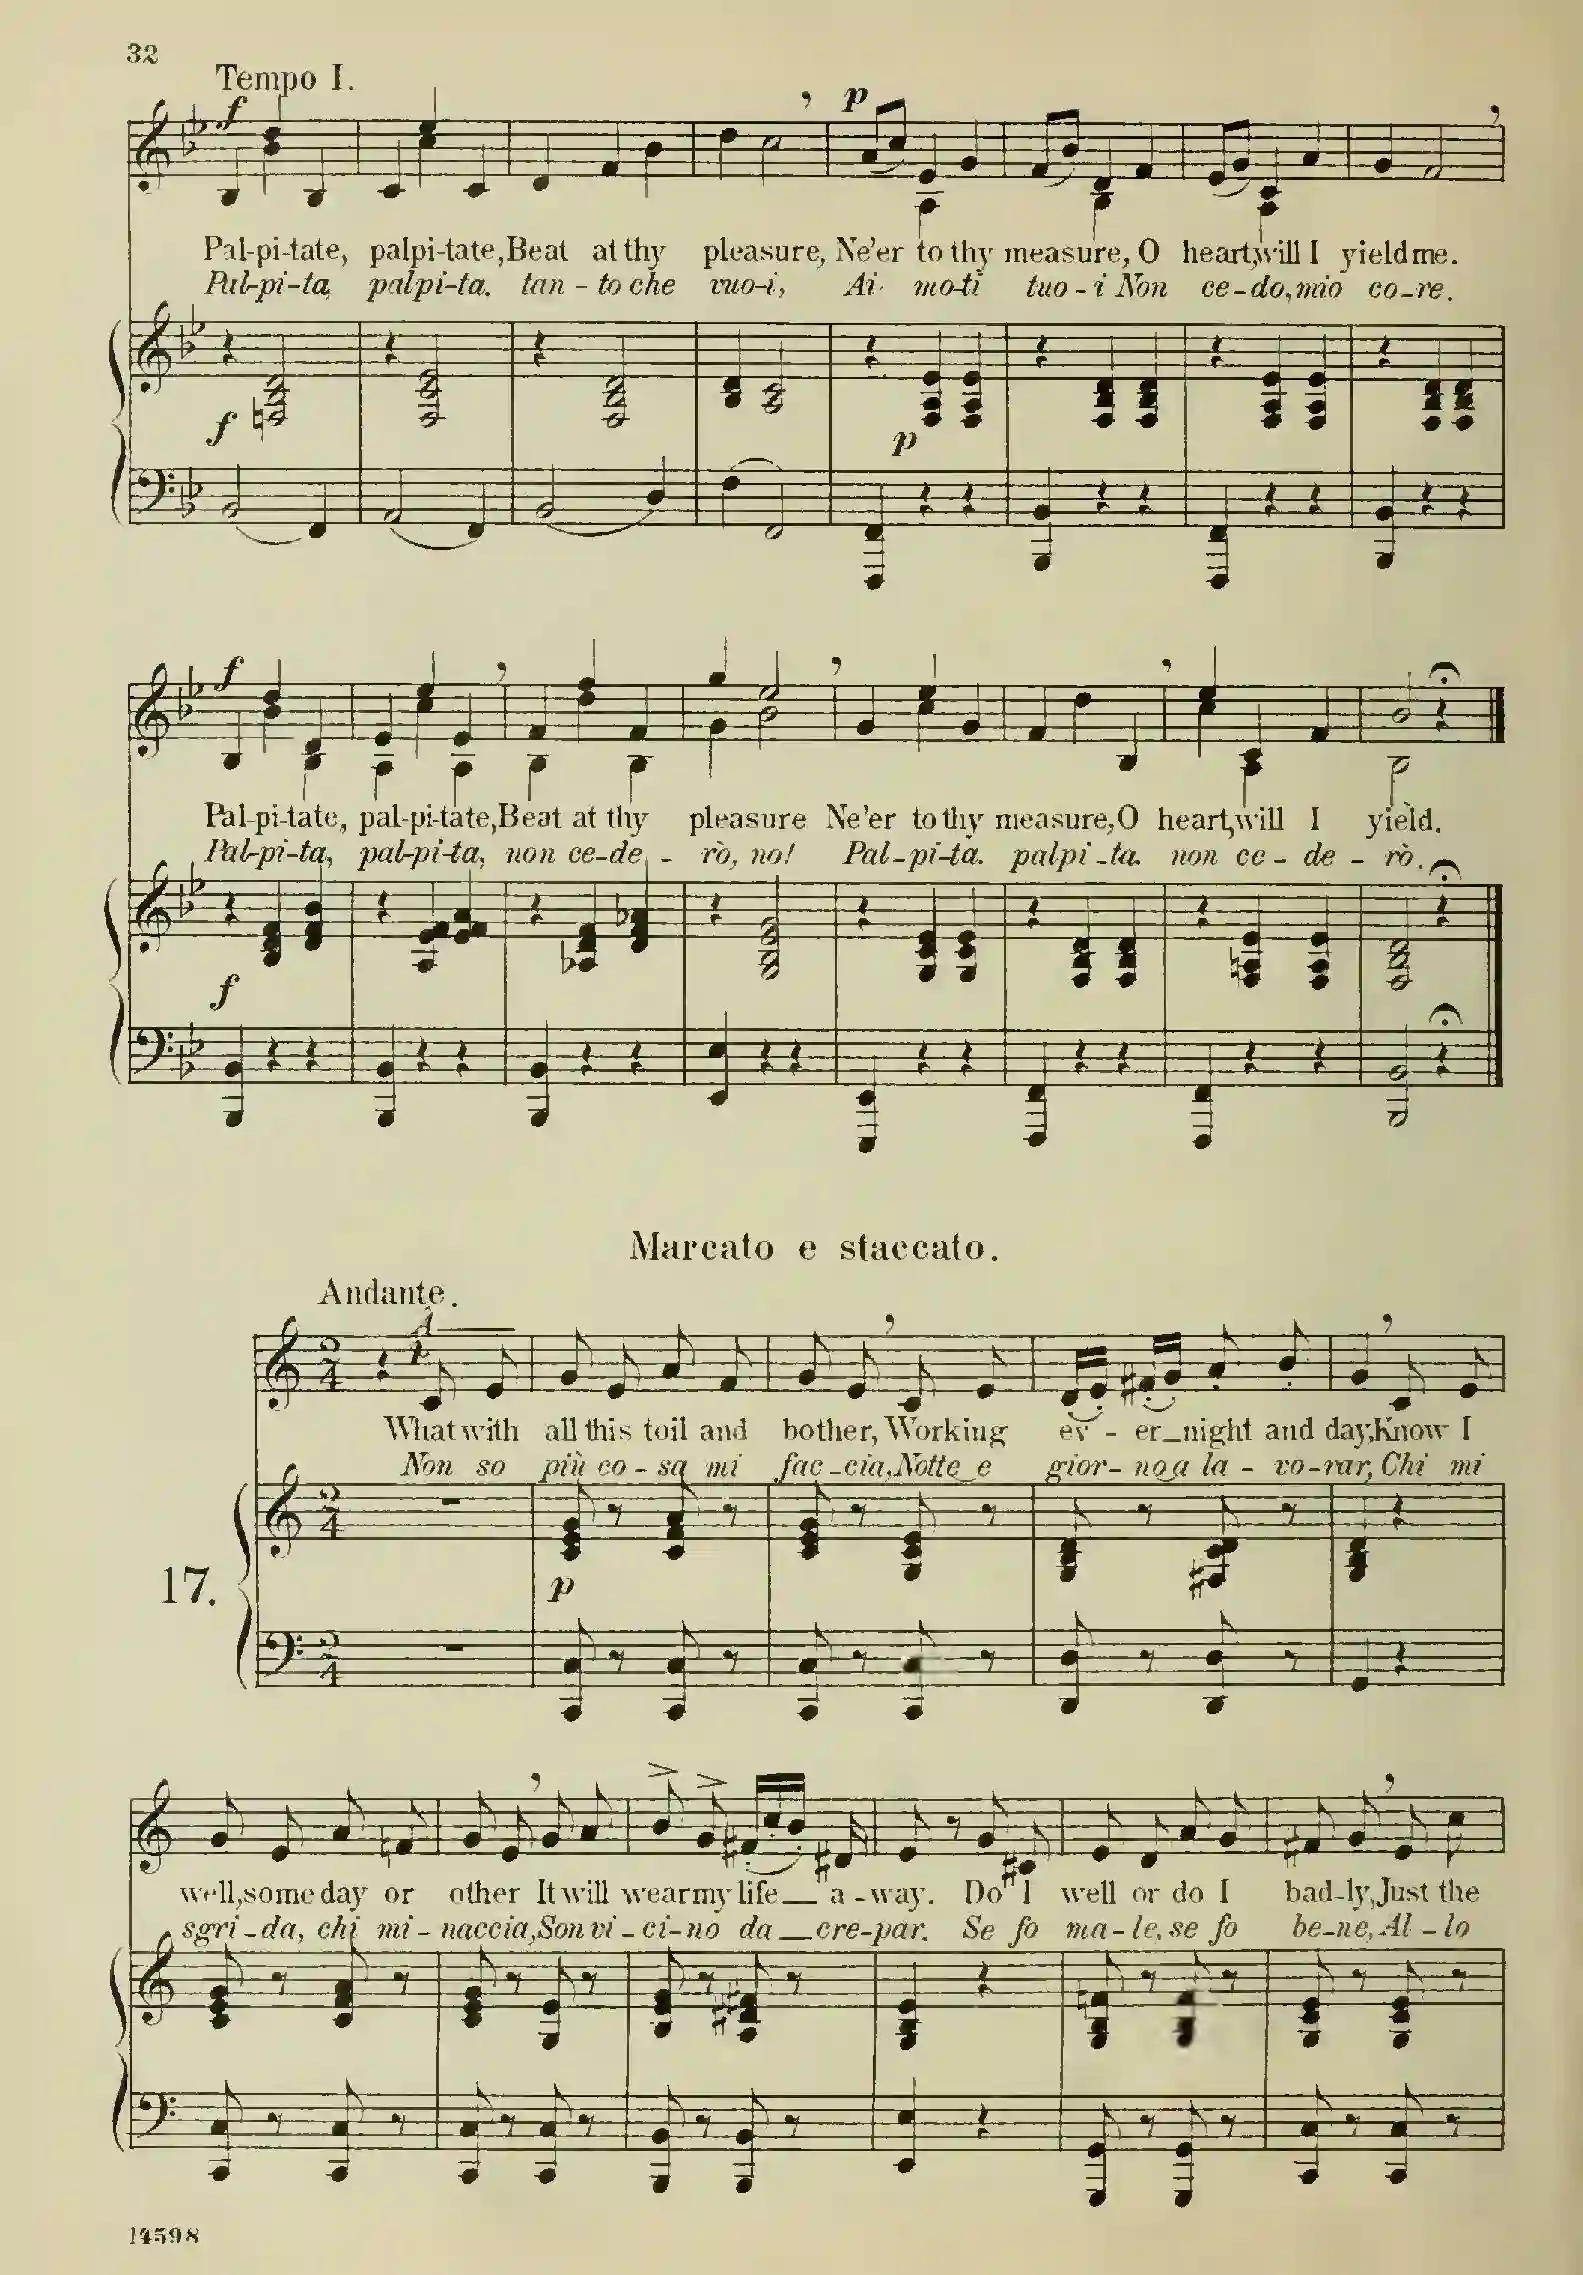 32
Tempo I.
f
p
Pal-pi-tate, palpi-tate, Beat at thy pleasure, Ne'er to thy measure, O heart, will I yield me.
Pal-pi-ta, palpi-ta. tan - to che vuo-i, Ai mo-ti tuo - i Non ce-do, mio co-re.
f
p
f
Pal-pi-tate, pal-pi-tate, Beat at thy pleasure Ne'er to thy measure, O heart, will I yield.
Pal-pi-ta, pal-pi-ta, non ce-de - rò, no! Pal-pi-ta. palpi-ta. non ce - de - rò.
f
Marcato e staccato.
Andante.
What with all this toil and bother, Working ev - er_night and day, Know I
Non so più co - sa mi fac - cia, Notte e gior- no a la - vo-rar, Chi mi
17.
p
well, some day or other It will wear my life__ a - way. Do I well or do I bad-ly, Just the
sgri-da, chi mi - naccia, Son vi - ci-no da__ cre-par. Se fo ma-le, se fo be-ne, Al - lo
14598